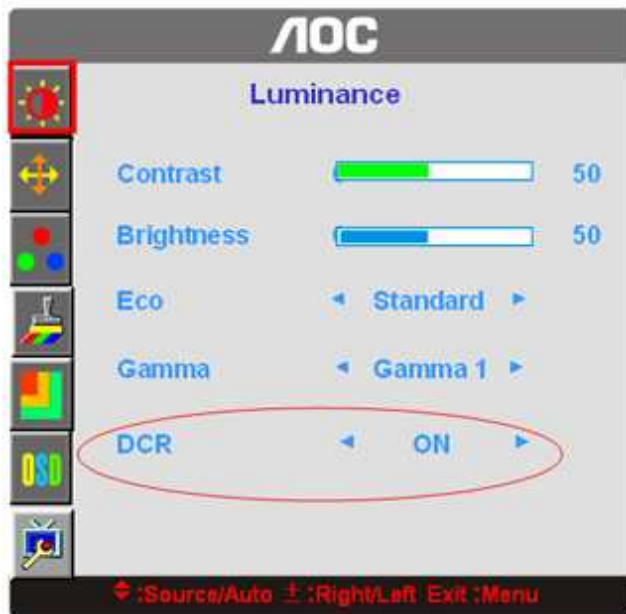 AOC
Luminance
Contrast 50
Brightness 50
Eco ◄ Standard ►
Gamma ◄ Gamma 1 ►
DCR ◄ ON ►
OSD
:Source/Auto ± :Right/Left Exit :Menu